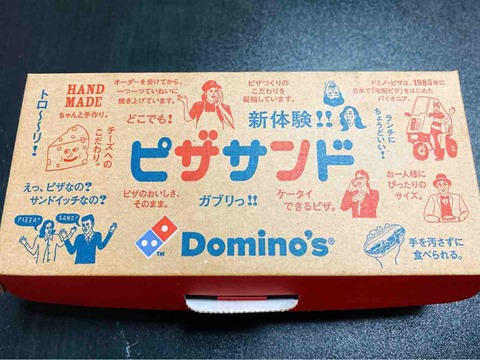 トロ〜〜リ!
HAND
MADE
ちゃんと手作り。
オーダーを受けてから、
一つ一つていねいに
焼き上げています。
ピザづくりの
こだわりを
凝縮しています。
ドミノ・ピザは、1985年に
日本で「宅配ピザ」をはじめた
パイオニア。
どこでも!
新体験!!
ランチに
ちょうどいい!
チーズへの
こだわり。
ピザサンド
えっ、ピザなの?
サンドイッチなの?
ピザのおいしさ、
そのまま。
ガブリっ!!
ケータイ
できるピザ。
お一人様に
ぴったりの
サイズ。
PIZZA?
SAND?
TM
Domino's®
手を汚さずに
食べられる。